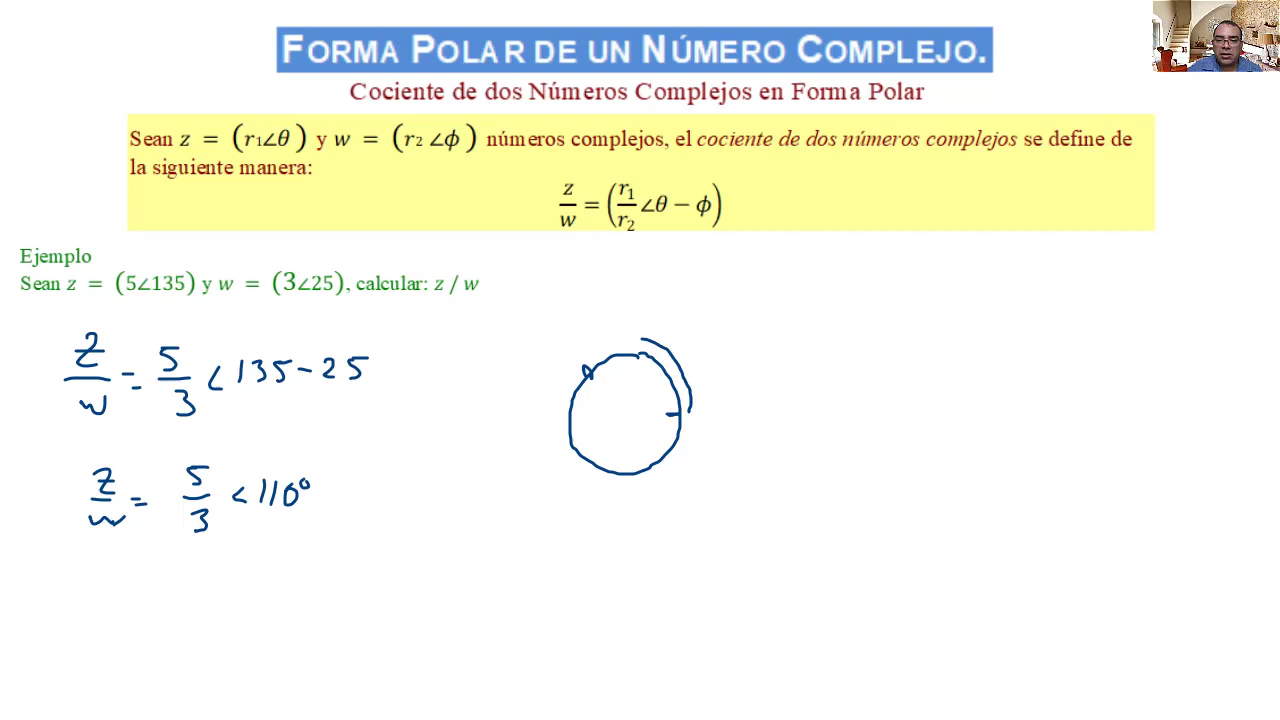 FORMA POLAR DE UN NÚMERO COMPLEJO.
Cociente de dos Números Complejos en Forma Polar
Sean z = (r₁∠θ) y w = (r₂ ∠ϕ) números complejos, el cociente de dos números complejos se define de
la siguiente manera:
z/w = (r₁/r₂ ∠θ − ϕ)
Ejemplo
Sean z = (5∠135) y w = (3∠25), calcular: z / w
z/w = 5/3 < 135 - 25
z/w = 5/3 < 110°